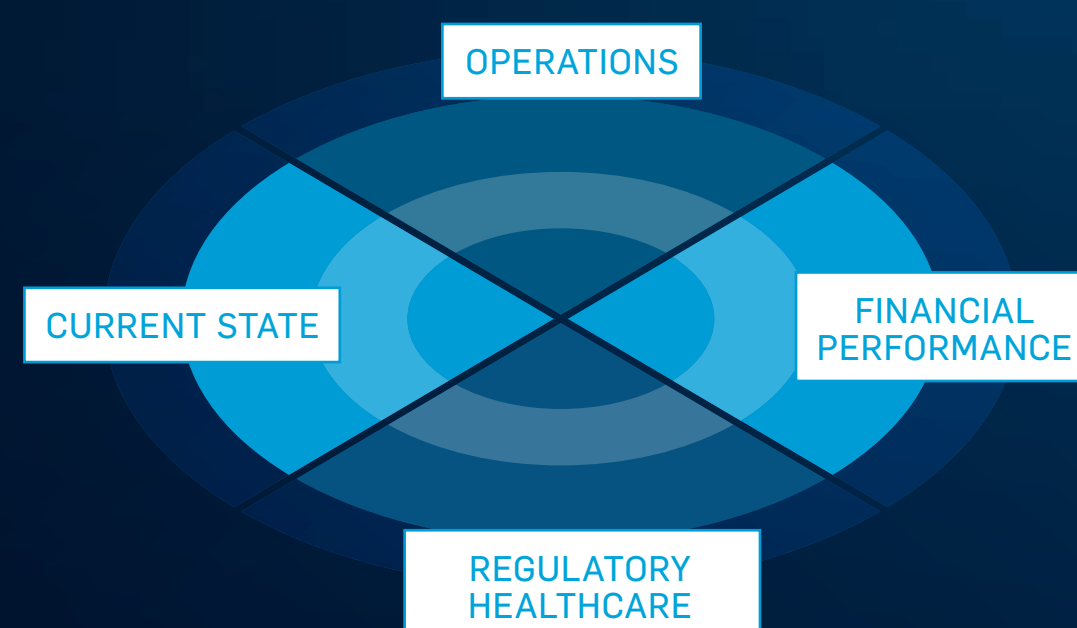 OPERATIONS
CURRENT STATE
FINANCIAL
PERFORMANCE
REGULATORY
HEALTHCARE